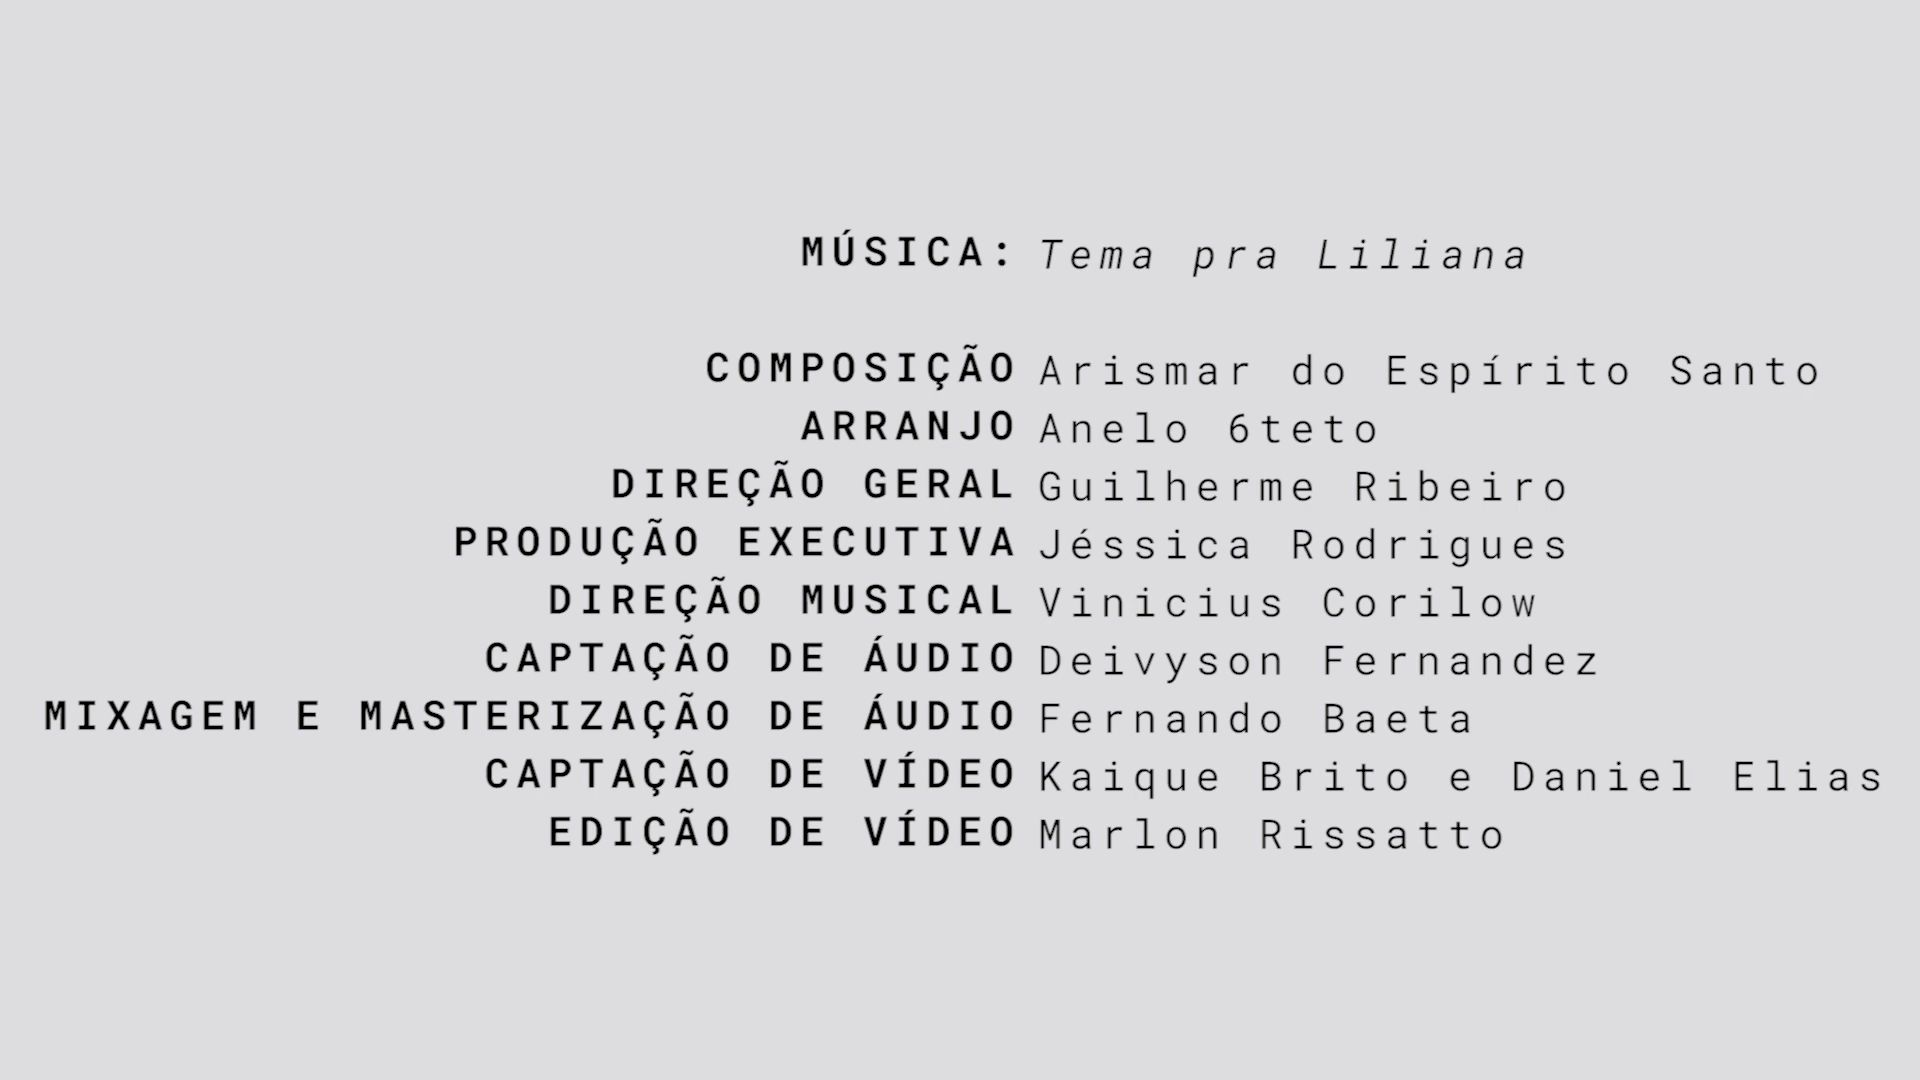 MÚSICA: Tema pra Liliana
COMPOSIÇÃO Arismar do Espírito Santo
ARRANJO Anelo 6teto
DIREÇÃO GERAL Guilherme Ribeiro
PRODUÇÃO EXECUTIVA Jéssica Rodrigues
DIREÇÃO MUSICAL Vinicius Corilow
CAPTAÇÃO DE ÁUDIO Deivyson Fernandez
MIXAGEM E MASTERIZAÇÃO DE ÁUDIO Fernando Baeta
CAPTAÇÃO DE VÍDEO Kaique Brito e Daniel Elias
EDIÇÃO DE VÍDEO Marlon Rissatto